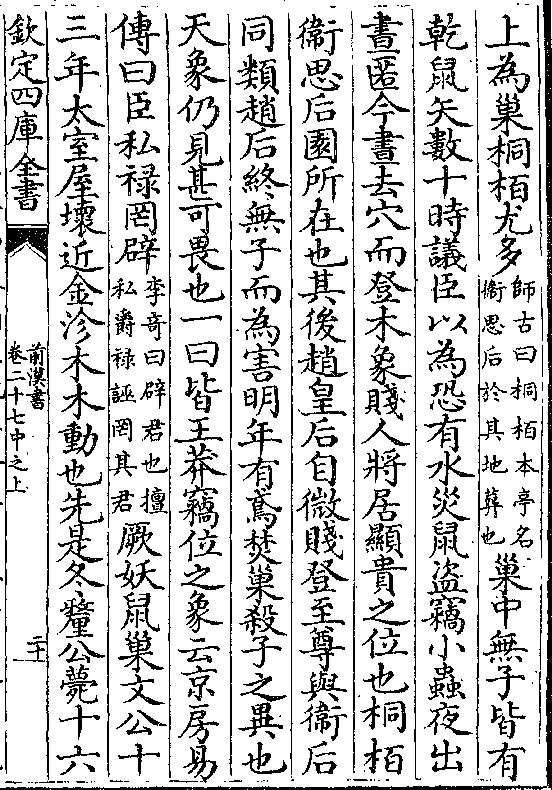 上為巢桐栢尤多師古曰桐栢本亭名衞思后於其地葬也巢中無子皆有
乾鼠矢數十時議臣以為恐有水災鼠盗竊小蟲夜出
晝匿今晝去穴而登木象賤人將居顯貴之位也桐栢
衞思后園所在也其後趙皇后自微賤登至尊與衞后
同類趙后終無子而為害明年有鳶焚巢殺子之異也
天象仍見甚可畏也一曰皆王莽竊位之象云京房易
傳曰臣私禄罔辟李奇曰辟君也擅私爵禄誣罔其君厥妖鼠巢文公十
三年太室屋壞近金沴木木動也先是冬釐公薨十六
欽定四庫全書
前漢書
卷二十七中之上
二十